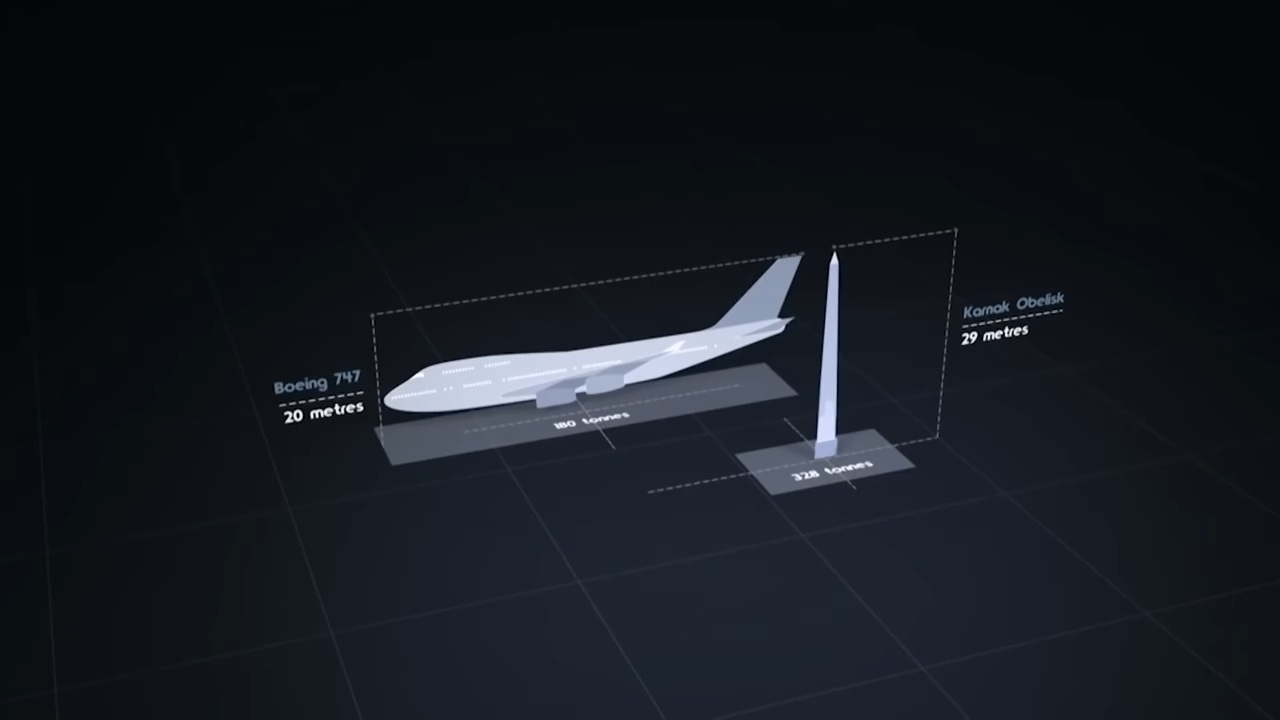 Boeing 747
20 metres
180 tonnes
Karnak Obelisk
29 metres
328 tonnes